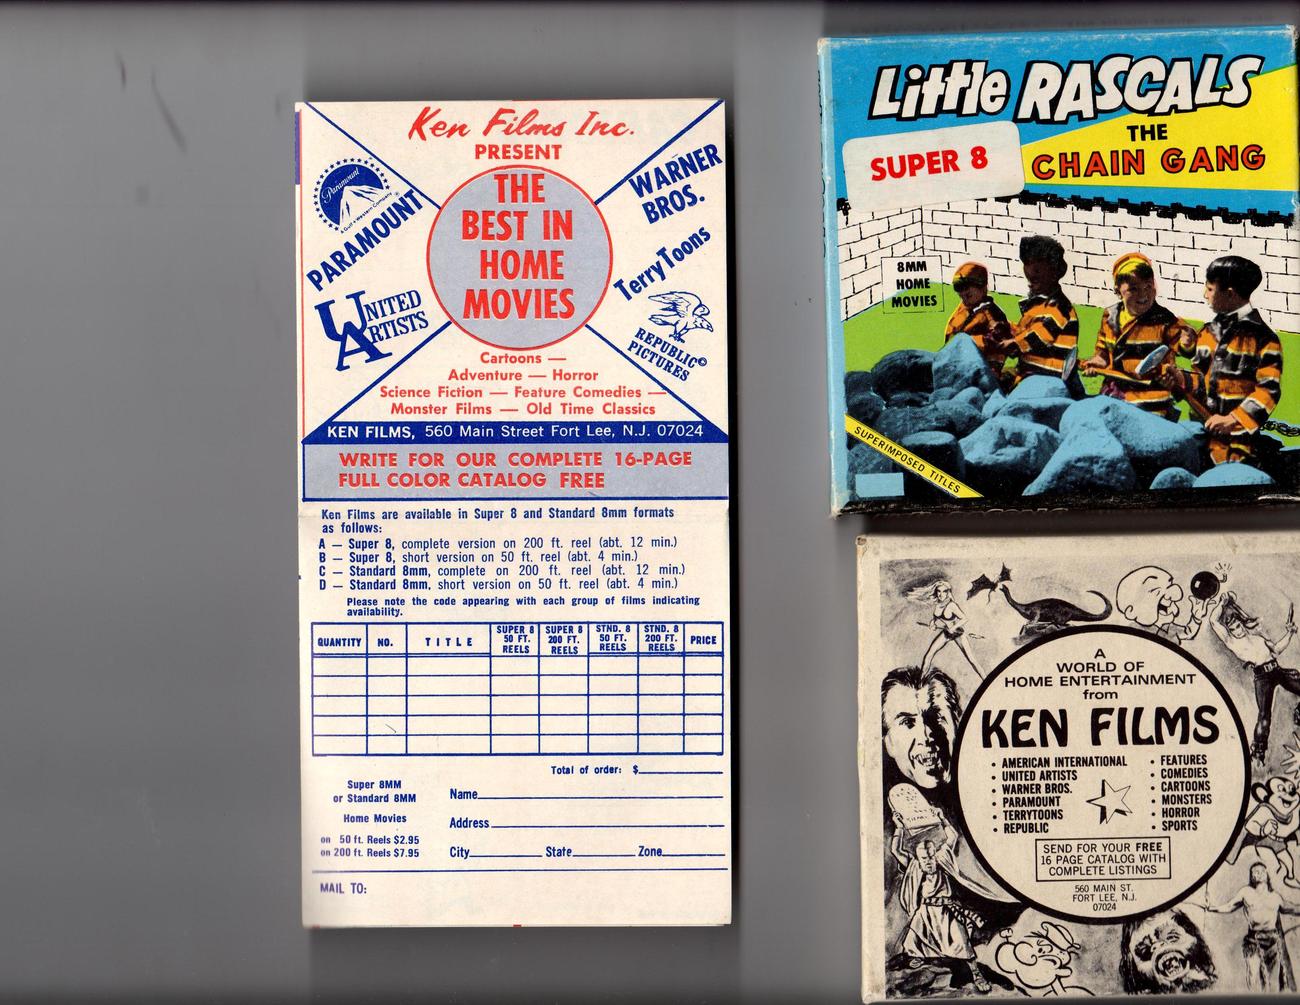 Ken Films Inc.
PRESENT
THE
BEST IN
HOME
MOVIES
Paramount
A Gulf + Western Company
PARAMOUNT
UNITED
ARTISTS
WARNER
BROS.
TerryToons
REPUBLIC©
PICTURES
Cartoons —
Adventure — Horror
Science Fiction — Feature Comedies —
Monster Films — Old Time Classics
KEN FILMS, 560 Main Street Fort Lee, N.J. 07024
WRITE FOR OUR COMPLETE 16-PAGE
FULL COLOR CATALOG FREE
Ken Films are available in Super 8 and Standard 8mm formats
as follows:
A — Super 8, complete version on 200 ft. reel (abt. 12 min.)
B — Super 8, short version on 50 ft. reel (abt. 4 min.)
C — Standard 8mm, complete on 200 ft. reel (abt. 12 min.)
D — Standard 8mm, short version on 50 ft. reel (abt. 4 min.)
Please note the code appearing with each group of films indicating
availability.
QUANTITY NO. TITLE SUPER 8 50 FT. REELS SUPER 8 200 FT. REELS STND. 8 50 FT. REELS STND. 8 200 FT. REELS PRICE
Total of order: $
Super 8MM
or Standard 8MM
Home Movies
on 50 ft. Reels $2.95
on 200 ft. Reels $7.95
Name
Address
City State Zone
MAIL TO:
Little RASCALS
THE
CHAIN GANG
SUPER 8
8MM
HOME
MOVIES
SUPERIMPOSED TITLES
A
WORLD OF
HOME ENTERTAINMENT
from
KEN FILMS
• AMERICAN INTERNATIONAL
• UNITED ARTISTS
• WARNER BROS.
• PARAMOUNT
• TERRYTOONS
• REPUBLIC
• FEATURES
• COMEDIES
• CARTOONS
• MONSTERS
• HORROR
• SPORTS
SEND FOR YOUR FREE
16 PAGE CATALOG WITH
COMPLETE LISTINGS
560 MAIN ST.
FORT LEE, N.J.
07024